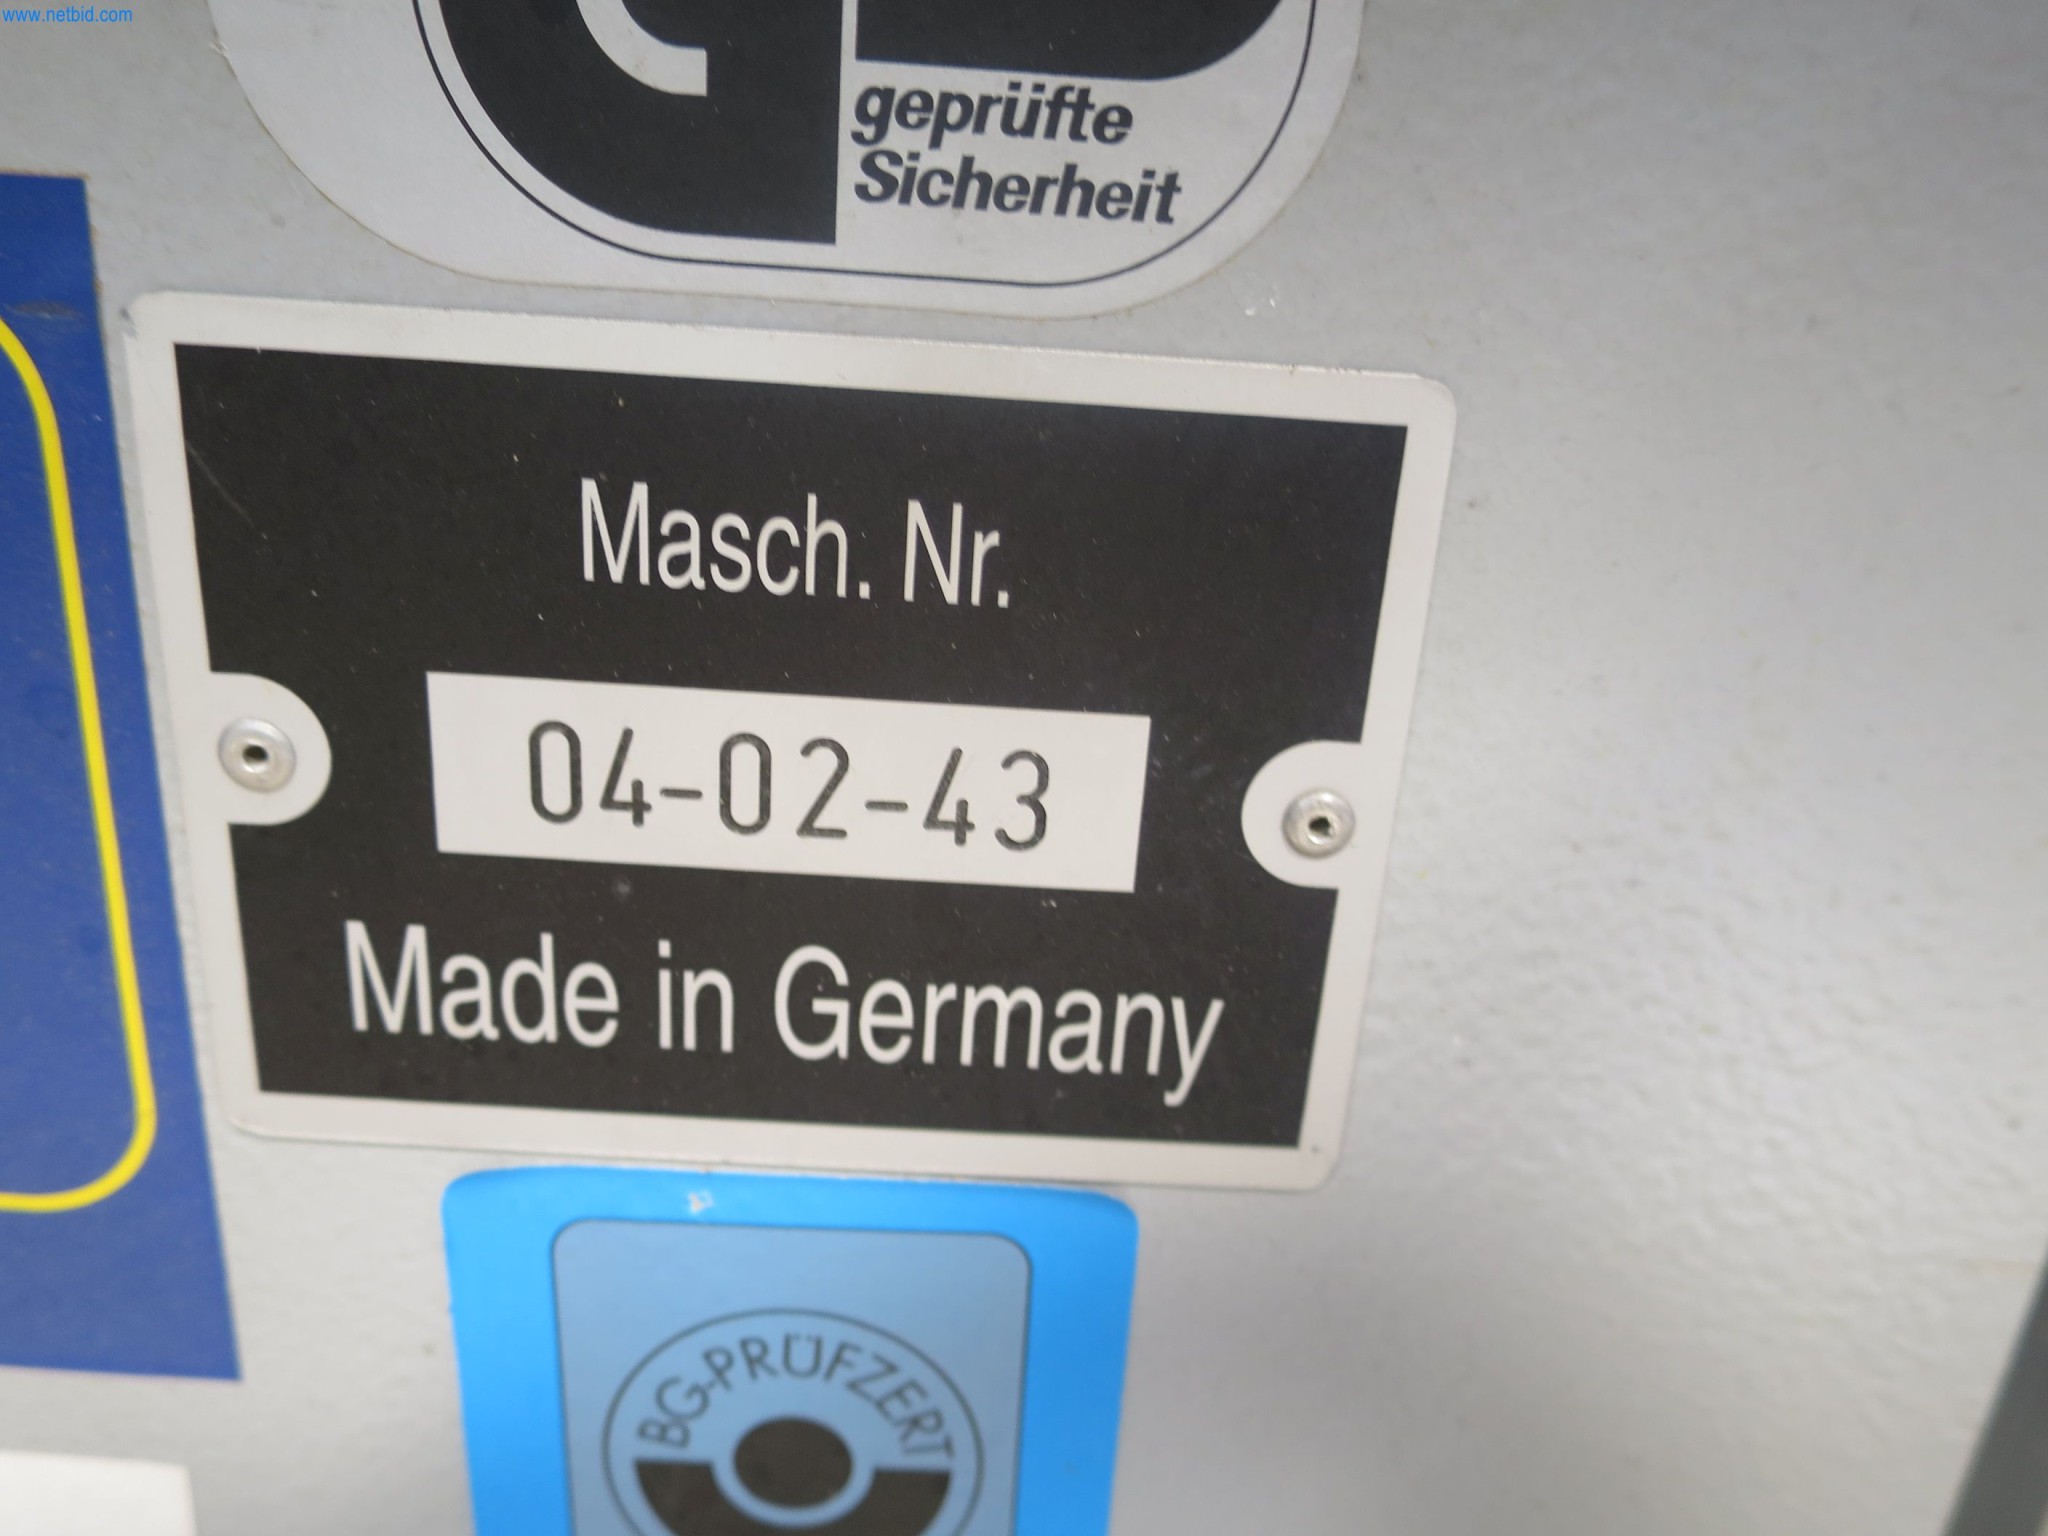 www.netbid.com
geprüfte
Sicherheit
Masch. Nr.
04-02-43
Made in Germany
BG-PRÜFZERT